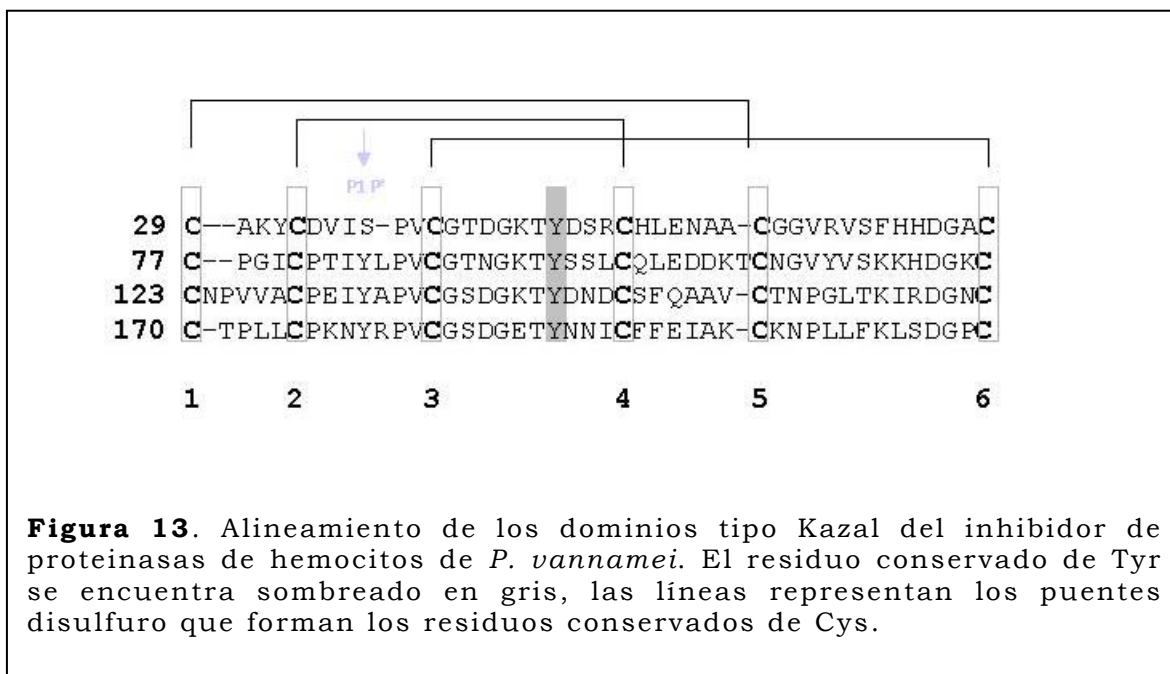 P1 P'
29 C--AKYCDVIS-PVCGTDGKTYDSRCHLENAA-CGGVRVSFHHDGAC
77 C--PGICPTIYLPVCGTNGKTYSSLCQLEDDKTCNGVYVSKKHDGKC
123 CNPVVACPEIYAPVCGSDGKTYDNDCSFQAAV-CTNPGLTKIRDGNC
170 C-TPLLCPKNYRPVCGSDGETYNNICFFEIAK-CKNPLLFKLSDGPC
1 2 3 4 5 6
Figura 13. Alineamiento de los dominios tipo Kazal del inhibidor de
proteinasas de hemocitos de P. vannamei. El residuo conservado de Tyr
se encuentra sombreado en gris, las líneas representan los puentes
disulfuro que forman los residuos conservados de Cys.